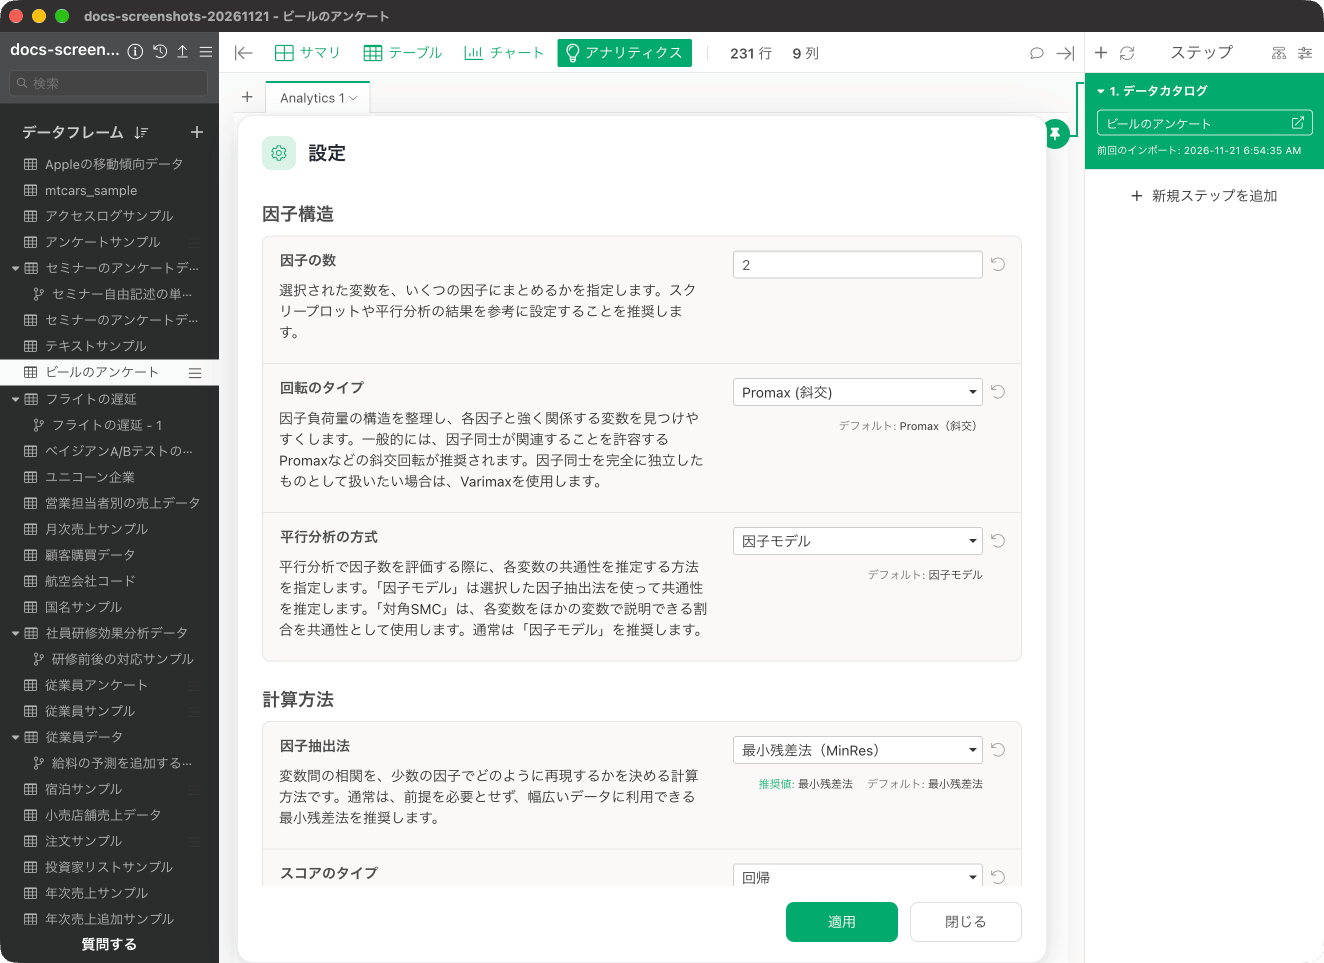 docs-screenshots-20261121 - ビールのアンケート
docs-screen...
検索
データフレーム
Appleの移動傾向データ
mtcars_sample
アクセスログサンプル
アンケートサンプル
セミナーのアンケートデ...
セミナー自由記述の単...
セミナーのアンケートデ...
テキストサンプル
ビールのアンケート
フライトの遅延
フライトの遅延 - 1
ベイジアンA/Bテストの...
ユニコーン企業
営業担当者別の売上データ
月次売上サンプル
顧客購買データ
航空会社コード
国名サンプル
社員研修効果分析データ
研修前後の対応サンプル
従業員アンケート
従業員サンプル
従業員データ
給料の予測を追加する...
宿泊サンプル
小売店舗売上データ
注文サンプル
投資家リストサンプル
年次売上サンプル
年次売上追加サンプル
質問する
サマリ
テーブル
チャート
アナリティクス
231 行
9 列
Analytics 1
設定
因子構造
因子の数
選択された変数を、いくつの因子にまとめるかを指定します。スク
リープロットや平行分析の結果を参考に設定することを推奨しま
す。
2
回転のタイプ
因子負荷量の構造を整理し、各因子と強く関係する変数を見つけや
すくします。一般的には、因子同士が関連することを許容する
Promaxなどの斜交回転が推奨されます。因子同士を完全に独立した
ものとして扱いたい場合は、Varimaxを使用します。
Promax (斜交)
デフォルト: Promax（斜交）
平行分析の方式
平行分析で因子数を評価する際に、各変数の共通性を推定する方法
を指定します。「因子モデル」は選択した因子抽出法を使って共通性
を推定します。「対角SMC」は、各変数をほかの変数で説明できる割
合を共通性として使用します。通常は「因子モデル」を推奨します。
因子モデル
デフォルト: 因子モデル
計算方法
因子抽出法
変数間の相関を、少数の因子でどのように再現するかを決める計算
方法です。通常は、前提を必要とせず、幅広いデータに利用できる
最小残差法を推奨します。
最小残差法（MinRes）
推奨値: 最小残差法 デフォルト: 最小残差法
スコアのタイプ
回帰
適用
閉じる
ステップ
1. データカタログ
ビールのアンケート
前回のインポート: 2026-11-21 6:54:35 AM
新規ステップを追加